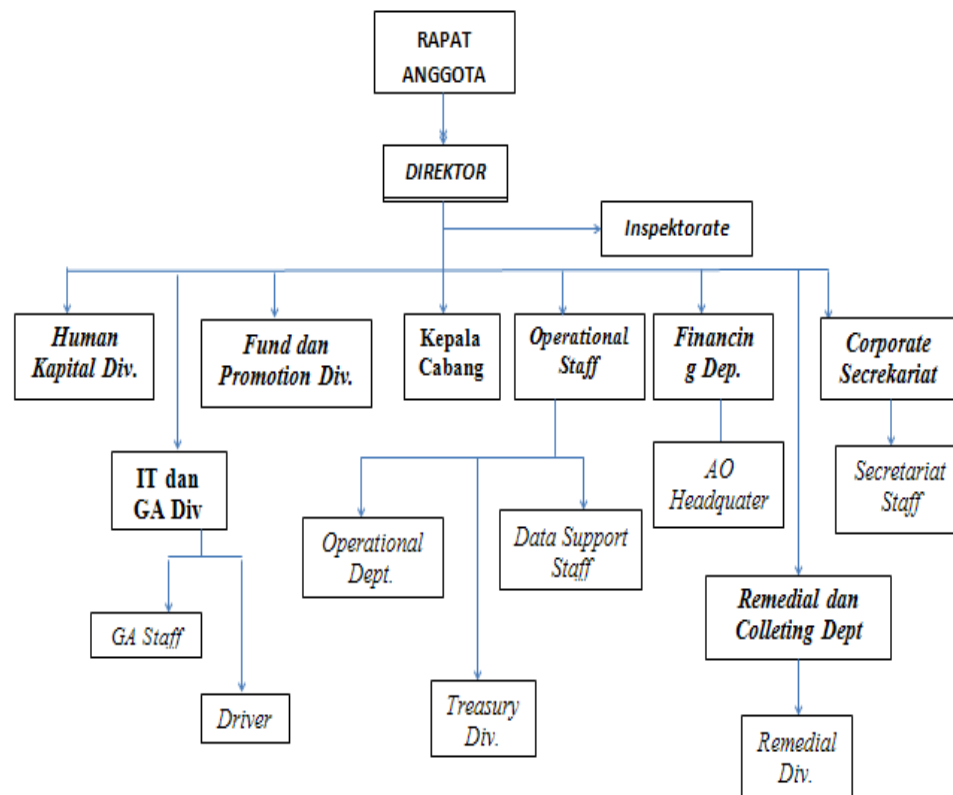 RAPAT
ANGGOTA
DIREKTOR
Inspektorate
Human
Kapital Div.
Fund dan
Promotion Div.
Kepala
Cabang
Operational
Staff
Financin
g Dep.
Corporate
Secrekariat
IT dan
GA Div
AO
Headquater
Secretariat
Staff
Operational
Dept.
Data Support
Staff
Remedial dan
Colleting Dept
GA Staff
Driver
Treasury
Div.
Remedial
Div.